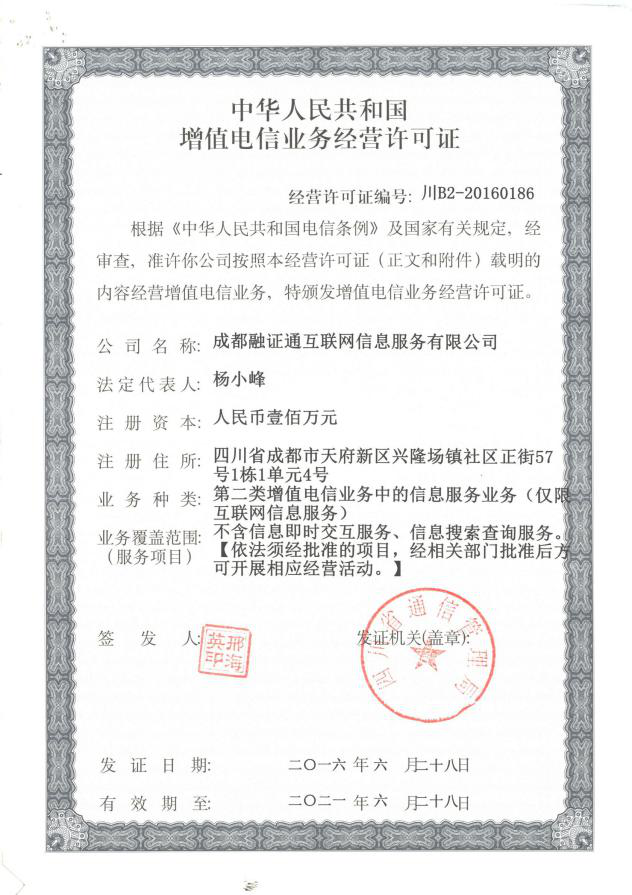 中华人民共和国
增值电信业务经营许可证
经营许可证编号: 川B2-20160186
根据《中华人民共和国电信条例》及国家有关规定，经
审查，准许你公司按照本经营许可证（正文和附件）载明的
内容经营增值电信业务，特颁发增值电信业务经营许可证。
公司名称: 成都融证通互联网信息服务有限公司
法定代表人: 杨小峰
注册资本: 人民币壹佰万元
注册住所: 四川省成都市天府新区兴隆场镇社区正街57
号1栋1单元4号
业务种类: 第二类增值电信业务中的信息服务业务（仅限
互联网信息服务）
业务覆盖范围: 不含信息即时交互服务、信息搜索查询服务。
（服务项目） 【依法须经批准的项目，经相关部门批准后方
可开展相应经营活动。】
签发人: 邢海英印
发证机关(盖章): 四川省通信管理局
发证日期: 二〇一六年六月二十八日
有效期至: 二〇二一年六月二十八日